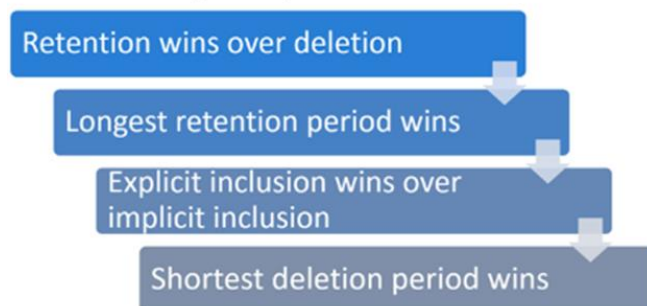 Retention wins over deletion
Longest retention period wins
Explicit inclusion wins over
implicit inclusion
Shortest deletion period wins